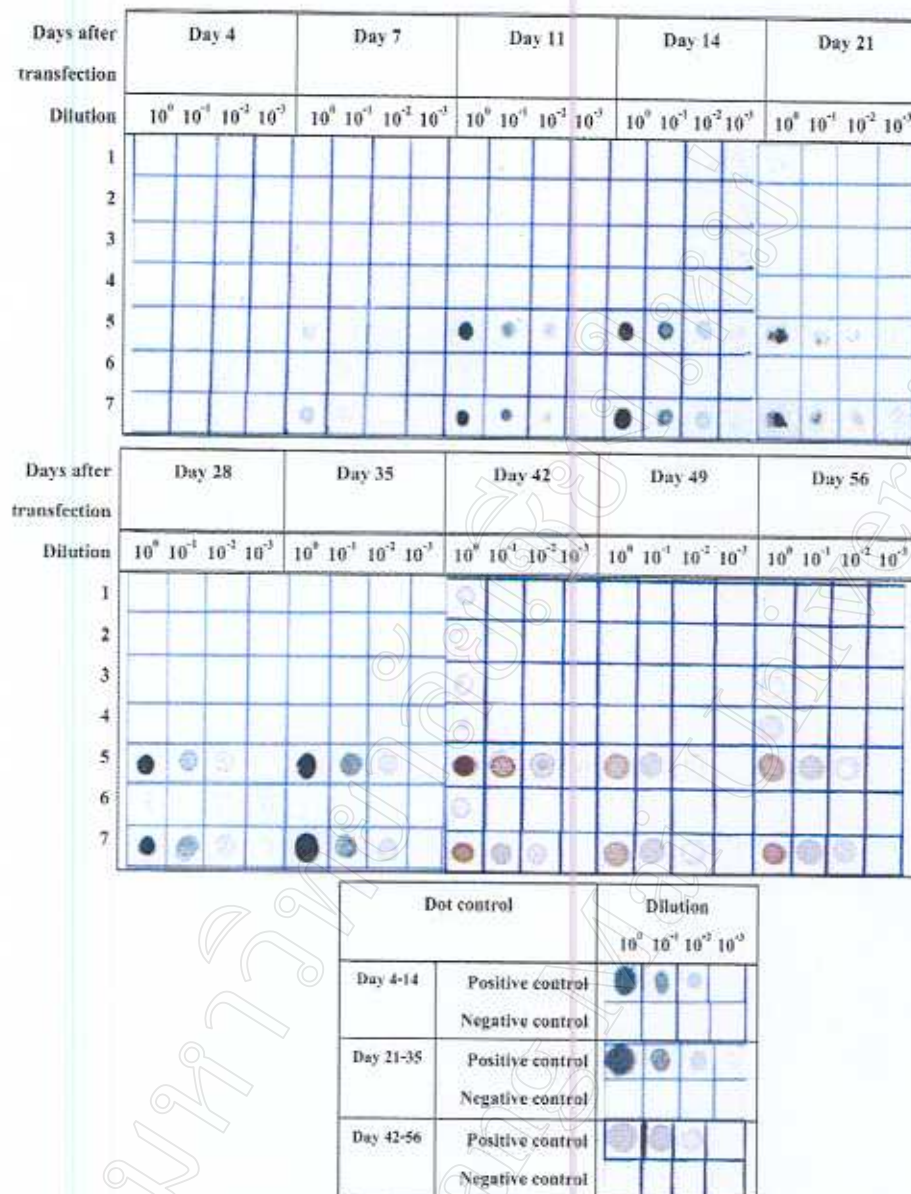 Days after transfection Day 4 Day 7 Day 11 Day 14 Day 21
Dilution 10⁰ 10⁻¹ 10⁻² 10⁻³ 10⁰ 10⁻¹ 10⁻² 10⁻³ 10⁰ 10⁻¹ 10⁻² 10⁻³ 10⁰ 10⁻¹ 10⁻² 10⁻³ 10⁰ 10⁻¹ 10⁻² 10⁻³
1
2
3
4
5
6
7
Days after transfection Day 28 Day 35 Day 42 Day 49 Day 56
Dilution 10⁰ 10⁻¹ 10⁻² 10⁻³ 10⁰ 10⁻¹ 10⁻² 10⁻³ 10⁰ 10⁻¹ 10⁻² 10⁻³ 10⁰ 10⁻¹ 10⁻² 10⁻³ 10⁰ 10⁻¹ 10⁻² 10⁻³
1
2
3
4
5
6
7
Dot control Dilution
10⁰ 10⁻¹ 10⁻² 10⁻³
Day 4-14 Positive control
Negative control
Day 21-35 Positive control
Negative control
Day 42-56 Positive control
Negative control